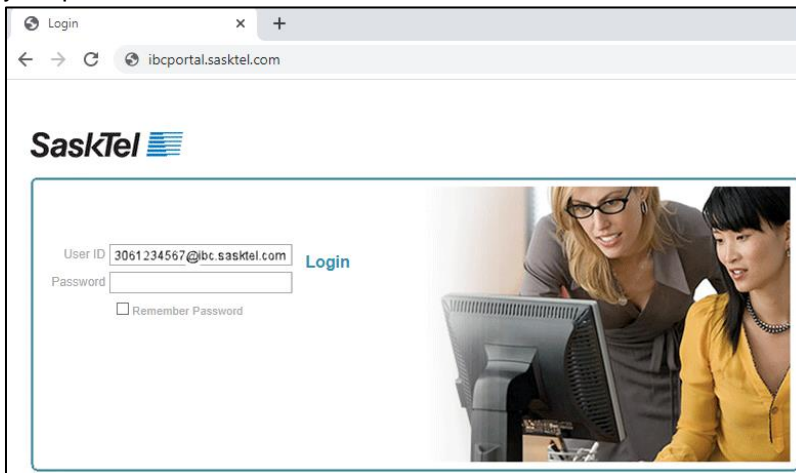 Login
ibcportal.sasktel.com
SaskTel
User ID 3061234567@ibc.sasktel.com
Login
Password
Remember Password